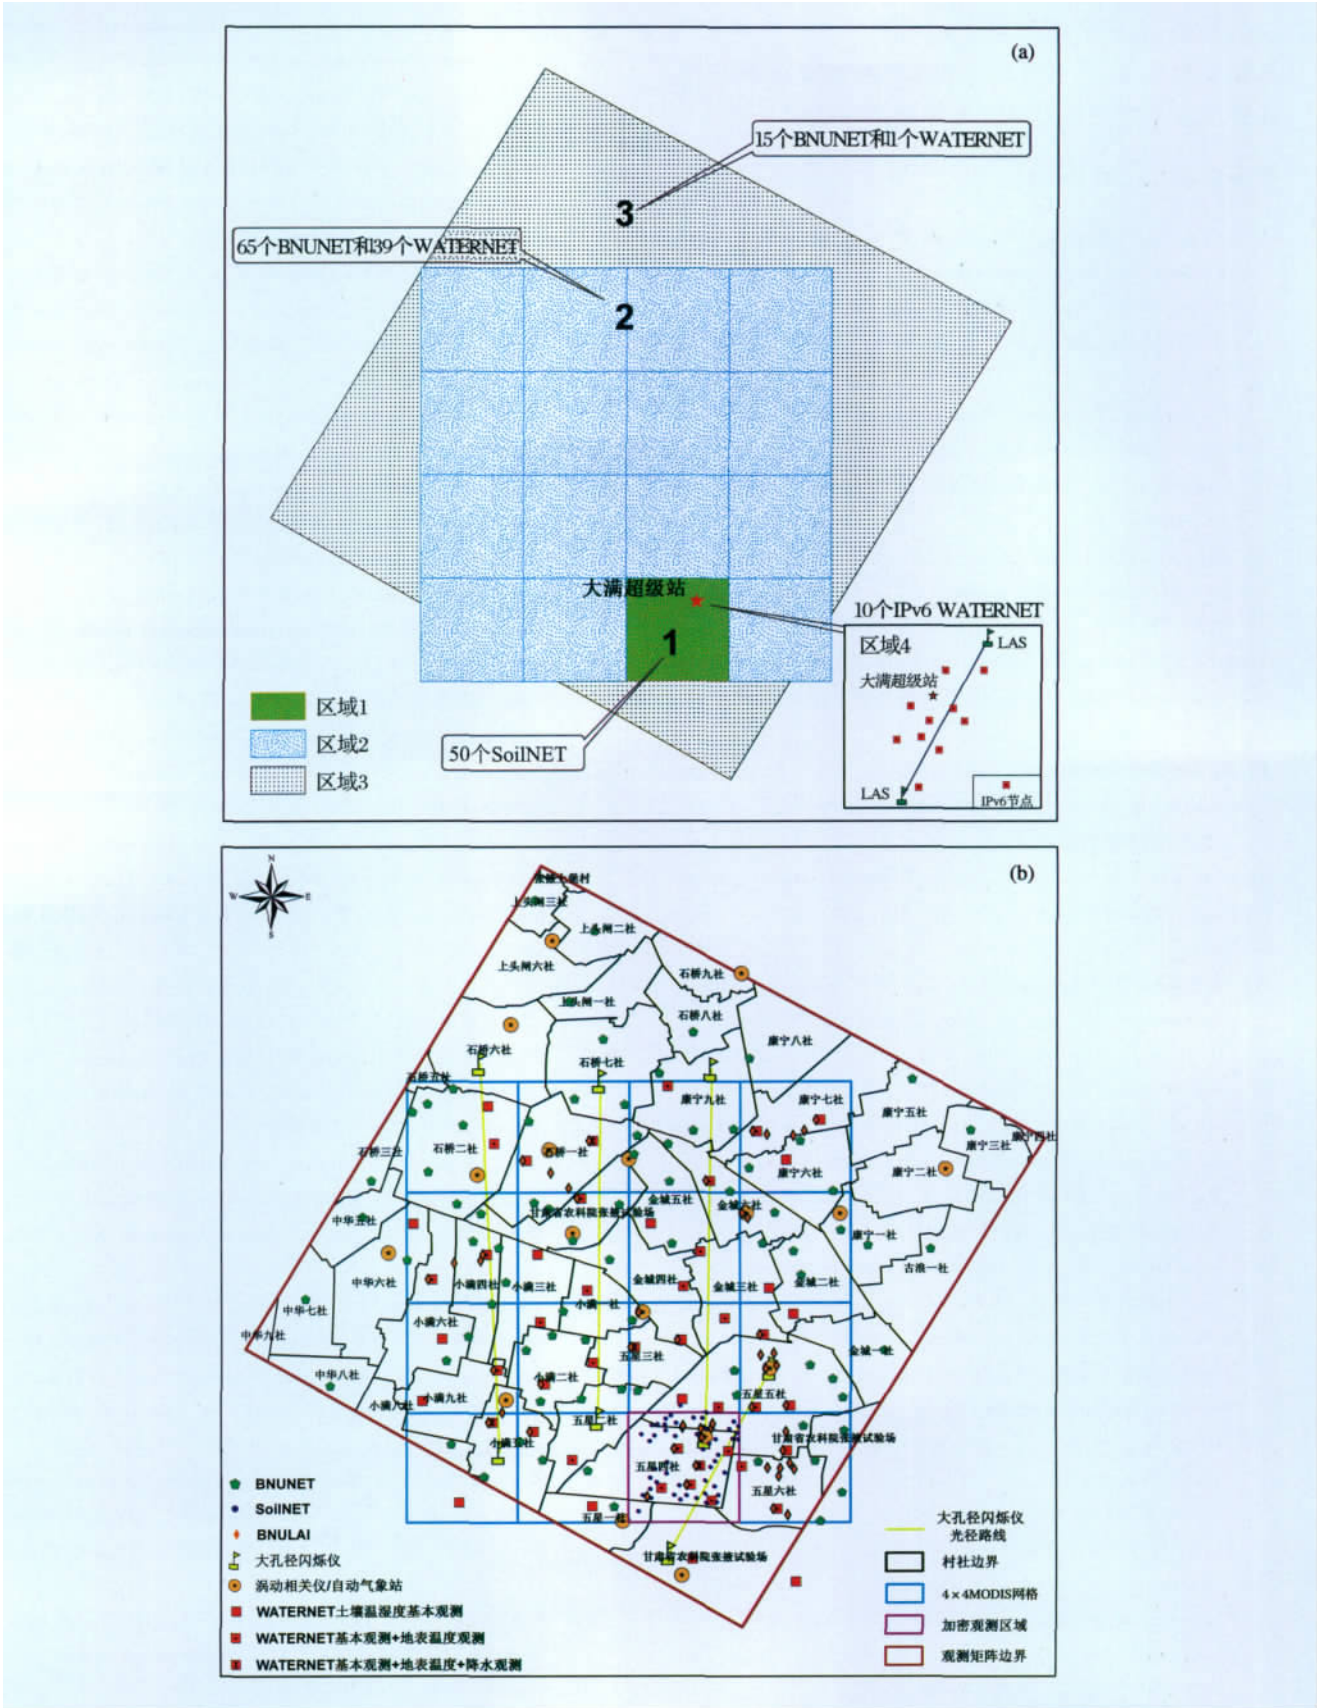 (a)
15个BNUNET和1个WATERNET
3
65个BNUNET和39个WATERNET
2
大满超级站
1
10个IPv6 WATERNET
区域4
LAS
大满超级站
LAS
IPv6节点
50个SoilNET
区域1
区域2
区域3
(b)
N
W
E
S
上头闸三社
上头闸二社
上头闸六社
石桥九社
上头闸一社
石桥八社
康宁八社
石桥六社
石桥七社
石桥五社
康宁九社
康宁七社
康宁五社
康宁三社
康宁四社
石桥三社
石桥二社
石桥一社
康宁六社
康宁二社
金城五社
金城六社
中华五社
甘肃省农科院张掖试验场
康宁一社
古浪一社
中华六社
小满四社
小满三社
金城四社
金城三社
金城二社
中华七社
小满一社
中华九社
小满六社
五星三社
金城一社
中华八社
小满二社
小满八社
小满九社
五星五社
五星二社
小满五社
甘肃省农科院张掖试验场
五星四社
五星六社
五星一社
甘肃省农科院张掖试验场
BNUNET
SoilNET
BNULAI
大孔径闪烁仪
涡动相关仪/自动气象站
WATERNET土壤温湿度基本观测
WATERNET基本观测+地表温度观测
WATERNET基本观测+地表温度+降水观测
大孔径闪烁仪
光径路线
村社边界
4×4MODIS网格
加密观测区域
观测矩阵边界